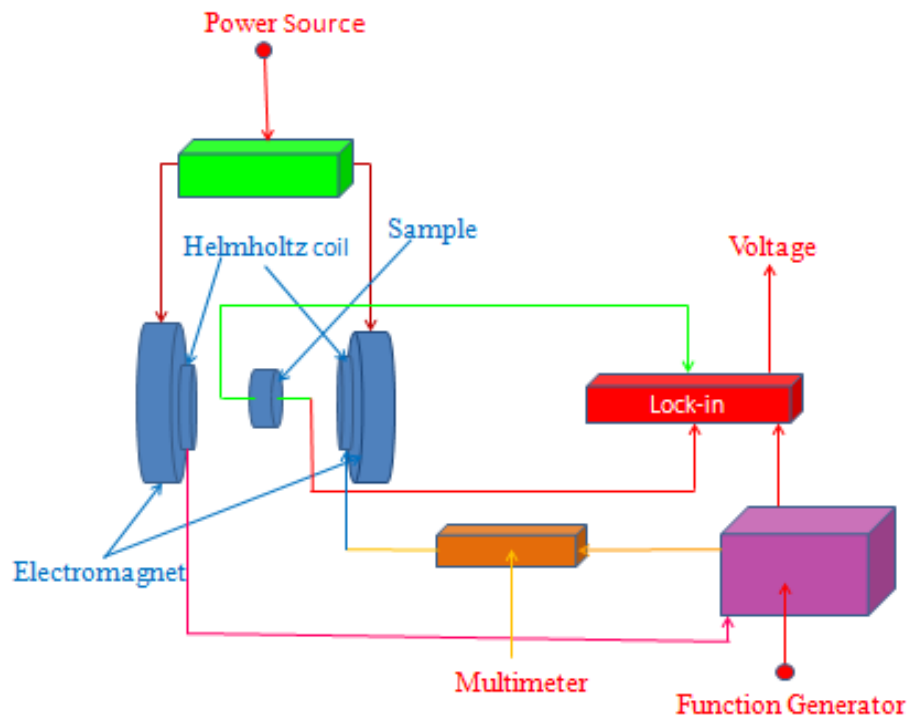 Power Source
Sample
Helmholtz coil
Voltage
Lock-in
Electromagnet
Multimeter
Function Generator